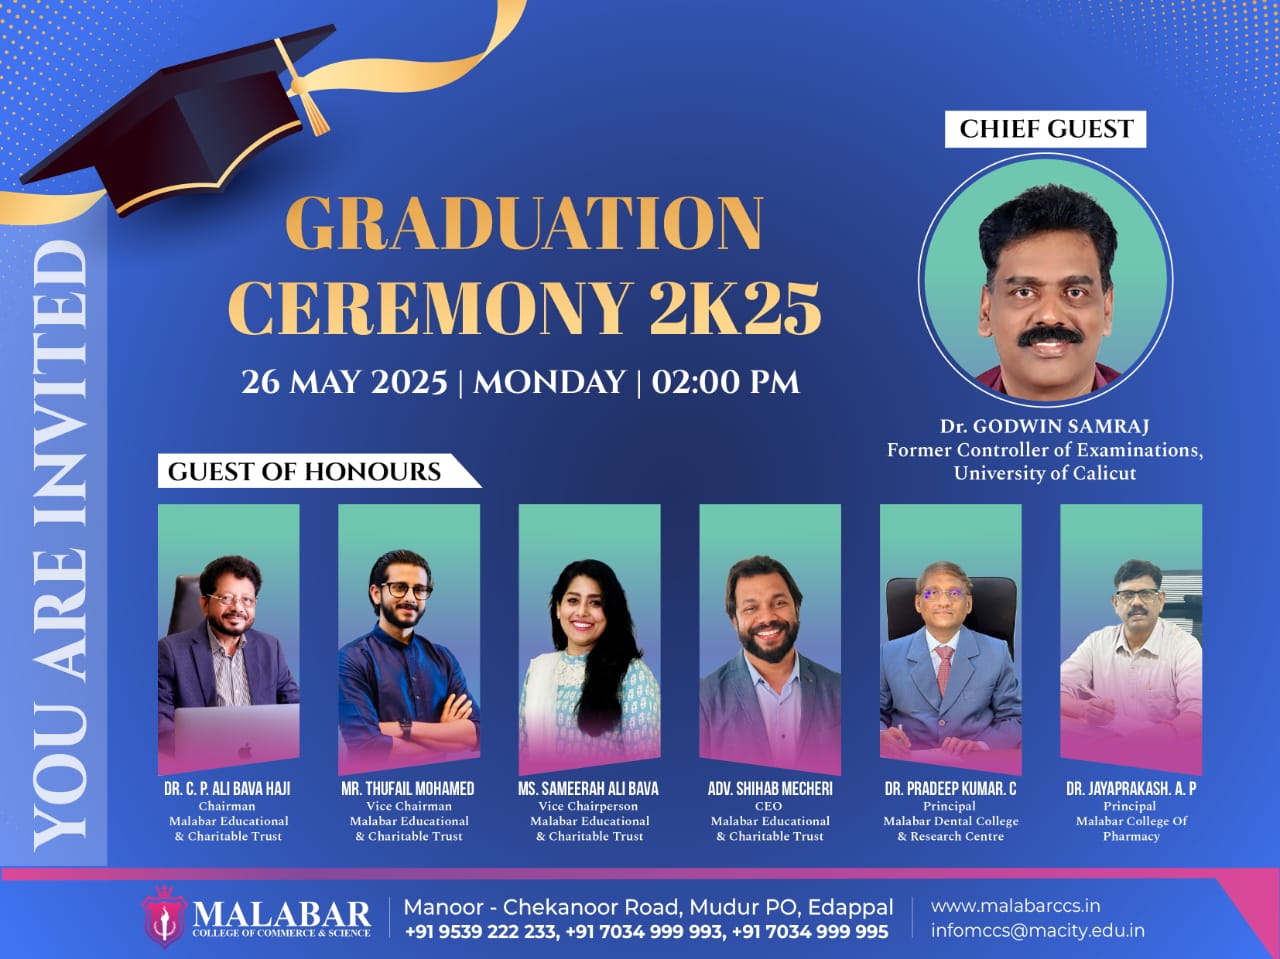 YOU ARE INVITED
GRADUATION
CEREMONY 2K25
26 MAY 2025 | MONDAY | 02:00 PM
CHIEF GUEST
Dr. GODWIN SAMRAJ
Former Controller of Examinations,
University of Calicut
GUEST OF HONOURS
DR. C. P. ALI BAVA HAJI
Chairman
Malabar Educational
& Charitable Trust
MR. THUFAIL MOHAMED
Vice Chairman
Malabar Educational
& Charitable Trust
MS. SAMEERAH ALI BAVA
Vice Chairperson
Malabar Educational
& Charitable Trust
ADV. SHIHAB MECHERI
CEO
Malabar Educational
& Charitable Trust
DR. PRADEEP KUMAR. C
Principal
Malabar Dental College
& Research Centre
DR. JAYAPRAKASH. A. P
Principal
Malabar College Of
Pharmacy
MALABAR
COLLEGE OF COMMERCE & SCIENCE
Manoor - Chekanoor Road, Mudur PO, Edappal
+91 9539 222 233, +91 7034 999 993, +91 7034 999 995
www.malabarccs.in
infomccs@macity.edu.in